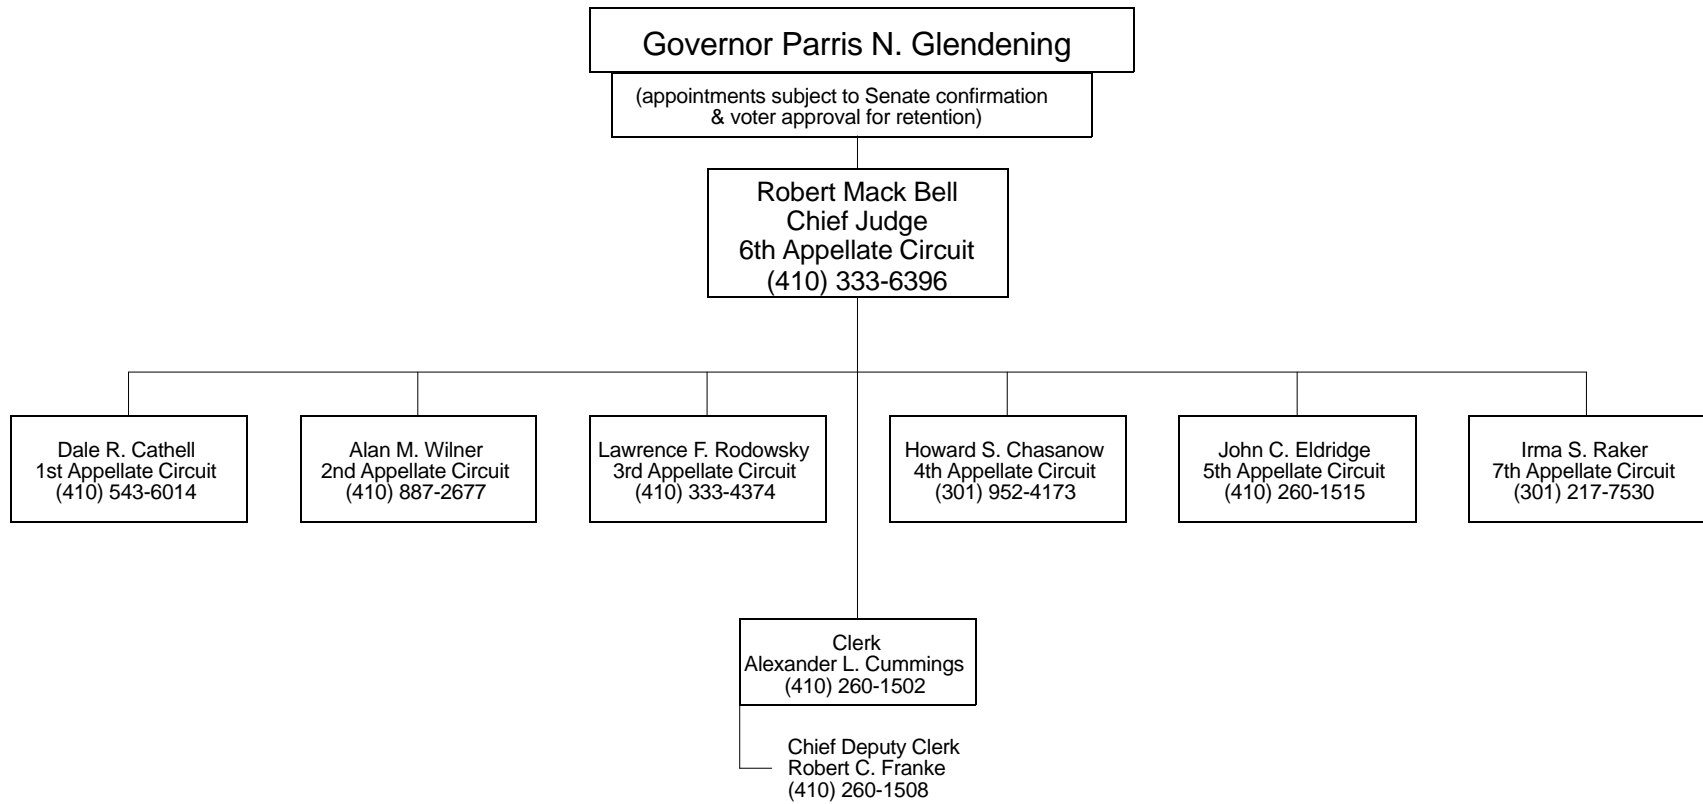 Governor Parris N. Glendening
(appointments subject to Senate confirmation
& voter approval for retention)
Robert Mack Bell
Chief Judge
6th Appellate Circuit
(410) 333-6396
Dale R. Cathell
1st Appellate Circuit
(410) 543-6014
Alan M. Wilner
2nd Appellate Circuit
(410) 887-2677
Lawrence F. Rodowsky
3rd Appellate Circuit
(410) 333-4374
Howard S. Chasanow
4th Appellate Circuit
(301) 952-4173
John C. Eldridge
5th Appellate Circuit
(410) 260-1515
Irma S. Raker
7th Appellate Circuit
(301) 217-7530
Clerk
Alexander L. Cummings
(410) 260-1502
Chief Deputy Clerk
Robert C. Franke
(410) 260-1508